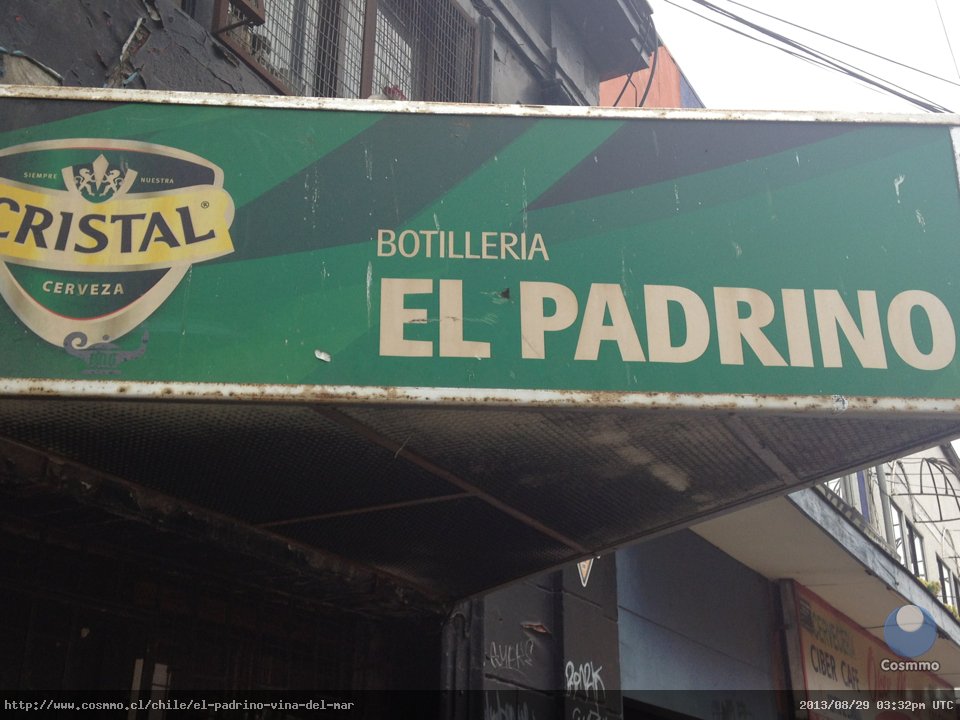 SIEMPRE NUESTRA
CRISTAL®
CERVEZA
BOTILLERIA
EL PADRINO
CIBER CAFE
Cosmmo
http://www.cosmmo.cl/chile/el-padrino-vina-del-mar
2013/08/29 03:32pm UTC